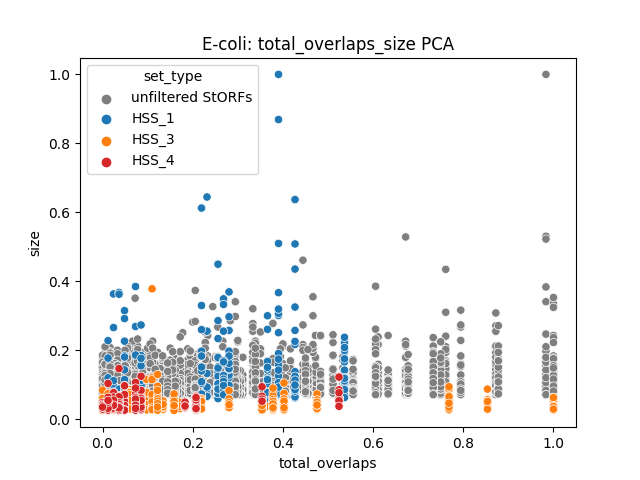 E-coli: total_overlaps_size PCA
set_type
unfiltered StORFs
HSS_1
HSS_3
HSS_4
size
1.0
0.8
0.6
0.4
0.2
0.0
0.0 0.2 0.4 0.6 0.8 1.0
total_overlaps